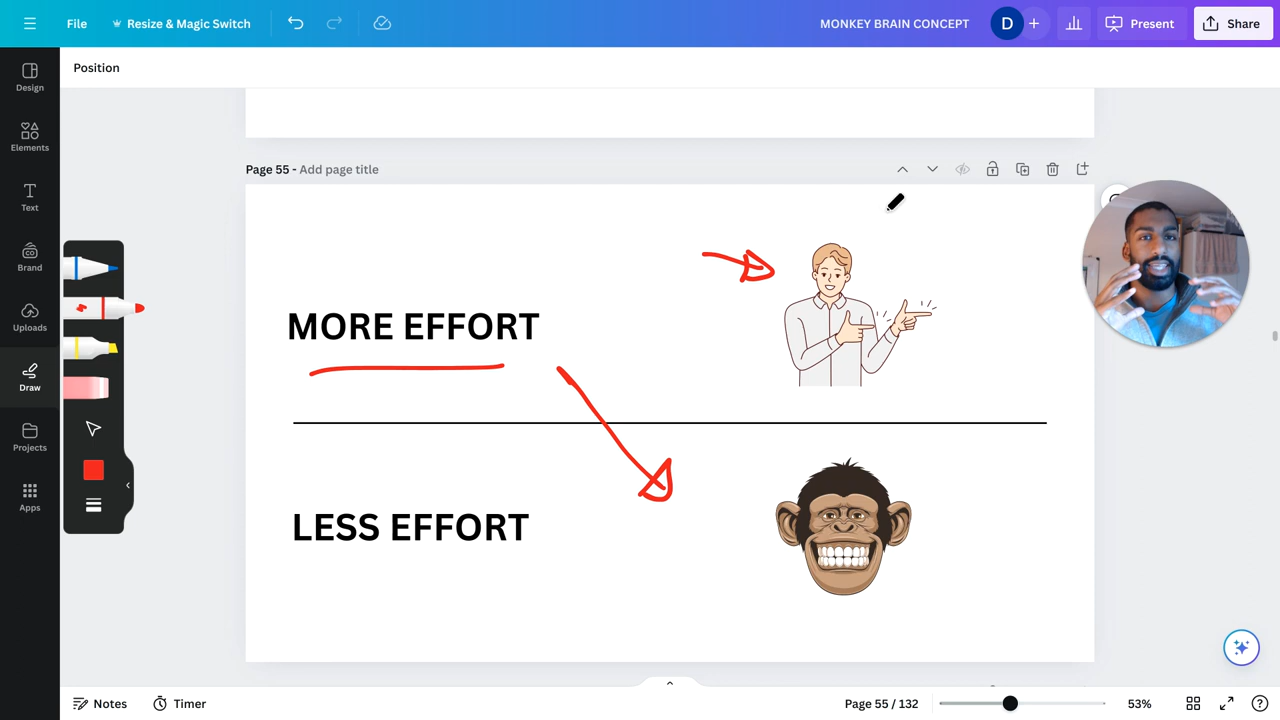 File
Resize & Magic Switch
MONKEY BRAIN CONCEPT
D
+
Present
Share
Position
Design
Elements
Text
Brand
Uploads
Draw
Projects
Apps
Page 55 - Add page title
MORE EFFORT
LESS EFFORT
Notes
Timer
Page 55 / 132
53%